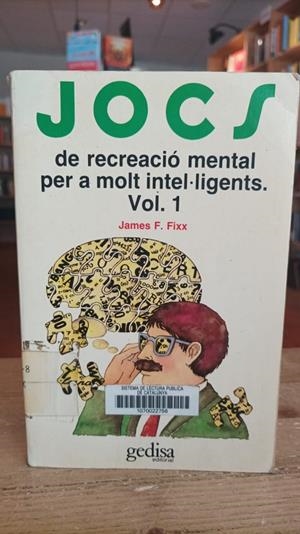 JOCS
de recreació mental
per a molt intel·ligents.
Vol. 1
James F. Fixx
SISTEMA DE LECTURA PUBLICA
DE CATALUNYA
1070022756
gedisa
editorial